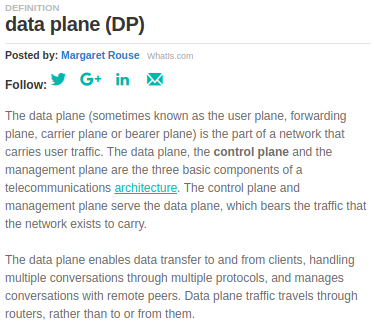 DEFINITION
data plane (DP)
Posted by: Margaret Rouse WhatIs.com
Follow: G+ in
The data plane (sometimes known as the user plane, forwarding
plane, carrier plane or bearer plane) is the part of a network that
carries user traffic. The data plane, the control plane and the
management plane are the three basic components of a
telecommunications architecture. The control plane and
management plane serve the data plane, which bears the traffic that
the network exists to carry.
The data plane enables data transfer to and from clients, handling
multiple conversations through multiple protocols, and manages
conversations with remote peers. Data plane traffic travels through
routers, rather than to or from them.